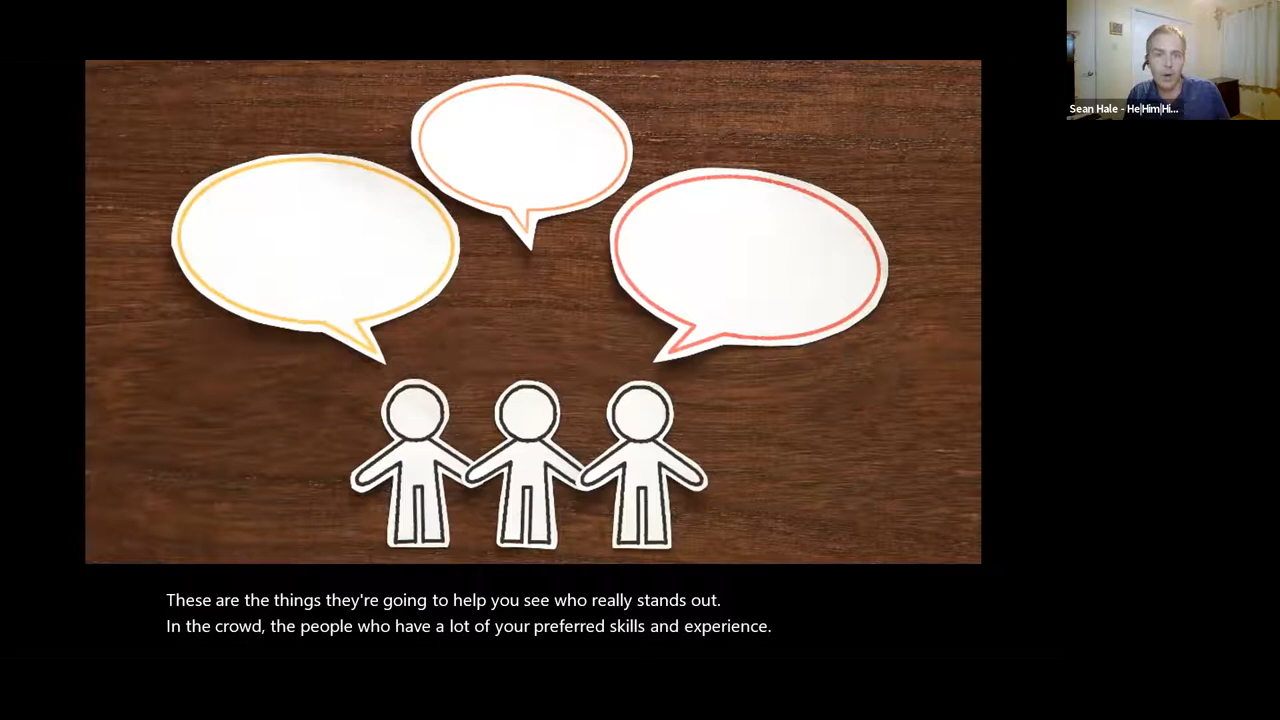 Sean Hale - He|Him|Hi...
These are the things they're going to help you see who really stands out.
In the crowd, the people who have a lot of your preferred skills and experience.